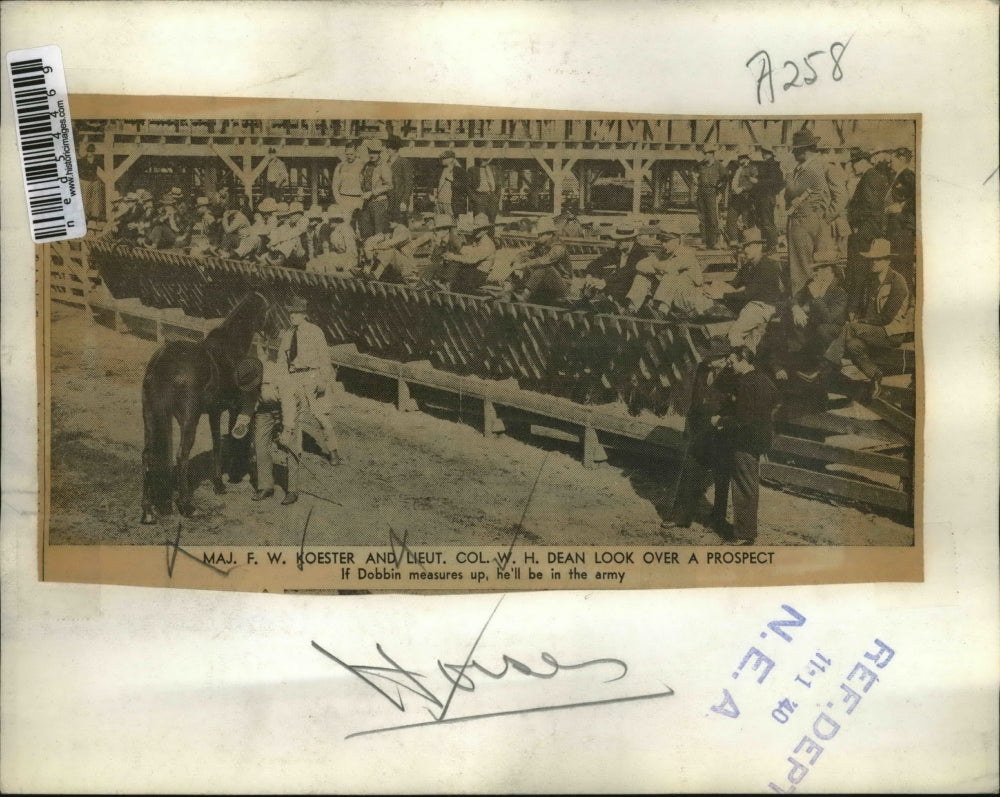 A258
www.historicimages.com
MAJ. F. W. KOESTER AND LIEUT. COL. W. H. DEAN LOOK OVER A PROSPECT
If Dobbin measures up, he'll be in the army
Horses
N.E.A
11-1 '40
REF. DEPT